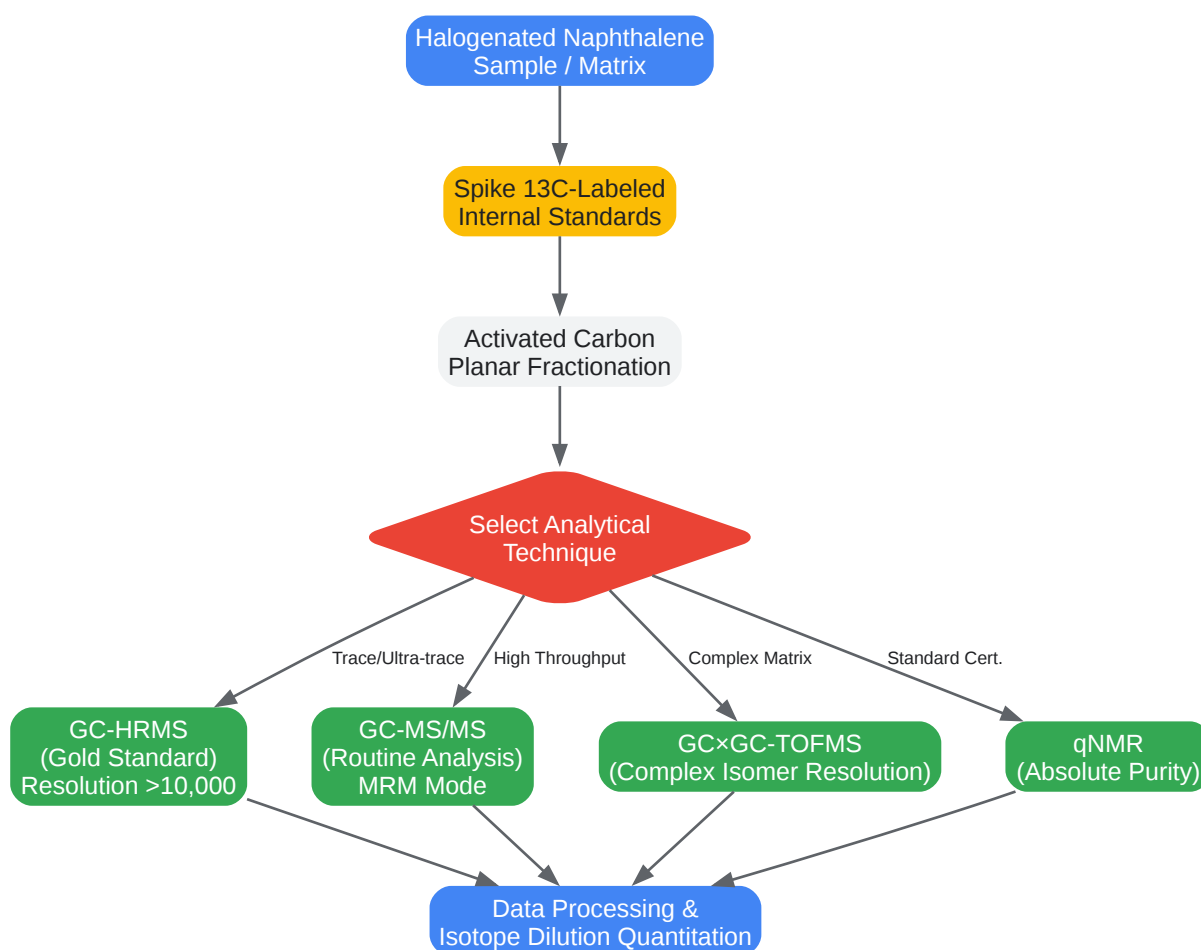 Halogenated Naphthalene
Sample / Matrix
Spike 13C-Labeled
Internal Standards
Activated Carbon
Planar Fractionation
Select Analytical
Technique
Trace/Ultra-trace
High Throughput
Complex Matrix
Standard Cert.
GC-HRMS
(Gold Standard)
Resolution >10,000
GC-MS/MS
(Routine Analysis)
MRM Mode
GC×GC-TOFMS
(Complex Isomer Resolution)
qNMR
(Absolute Purity)
Data Processing &
Isotope Dilution Quantitation